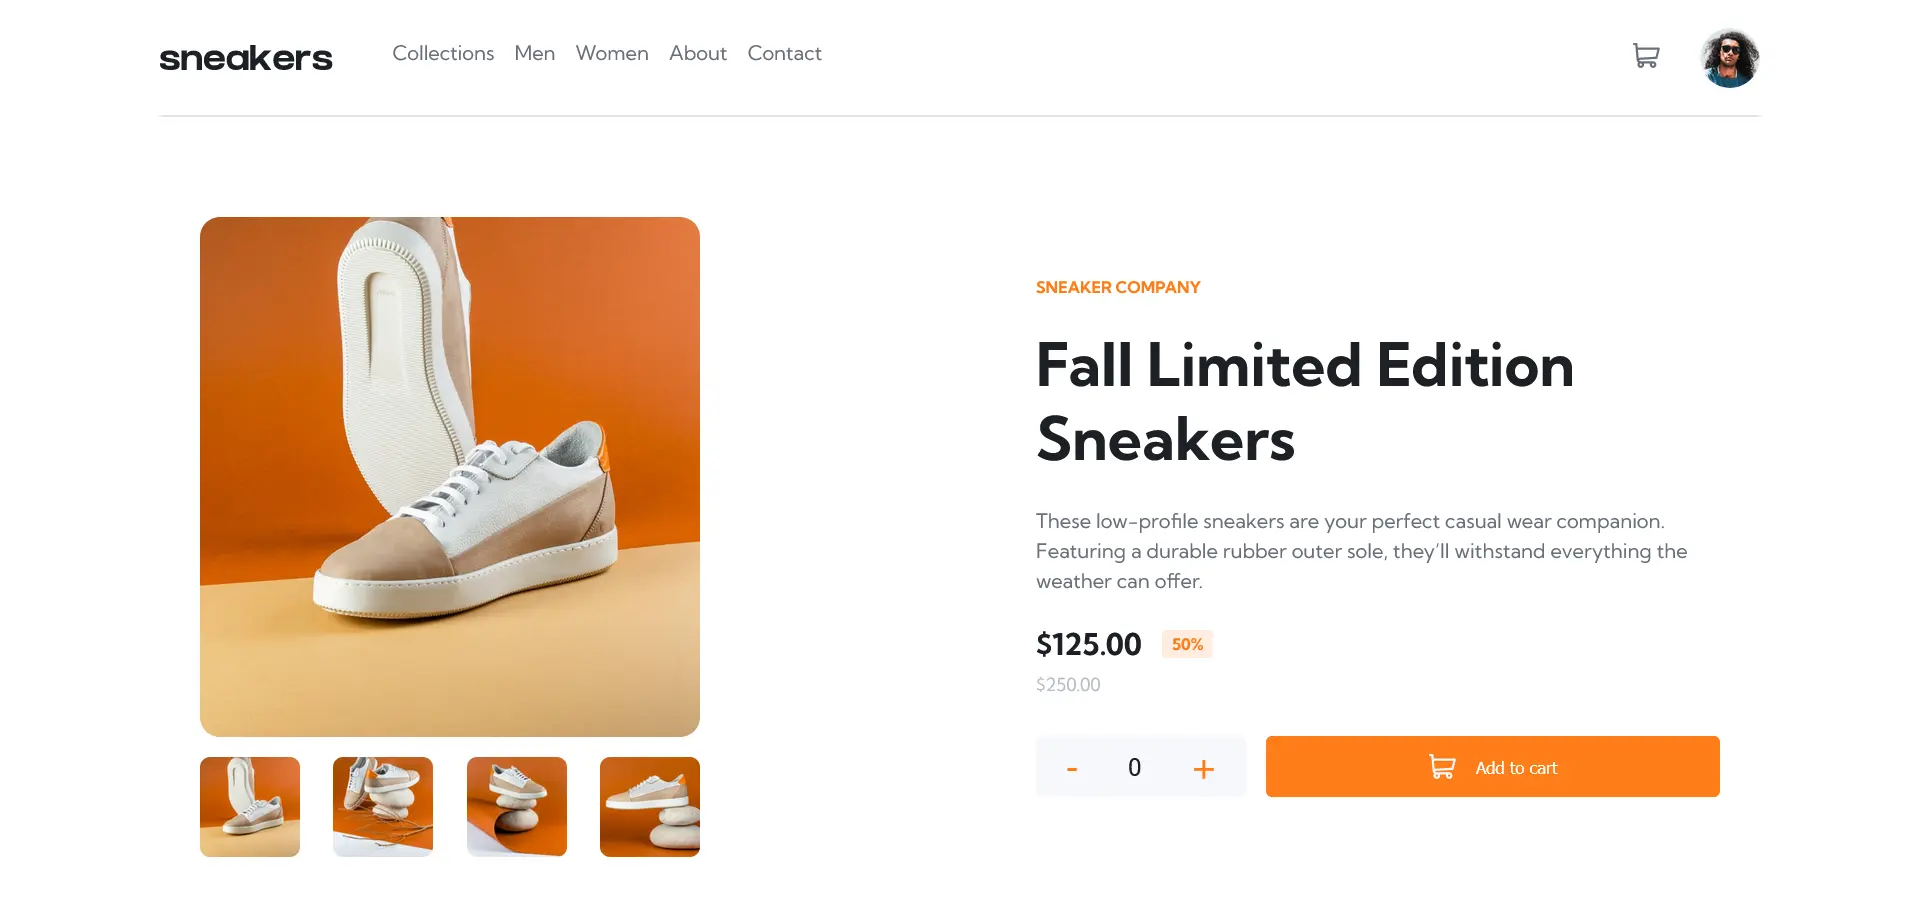 sneakers
Collections Men Women About Contact
SNEAKER COMPANY
Fall Limited Edition
Sneakers
These low-profile sneakers are your perfect casual wear companion.
Featuring a durable rubber outer sole, they’ll withstand everything the
weather can offer.
$125.00 50%
$250.00
- 0 + Add to cart